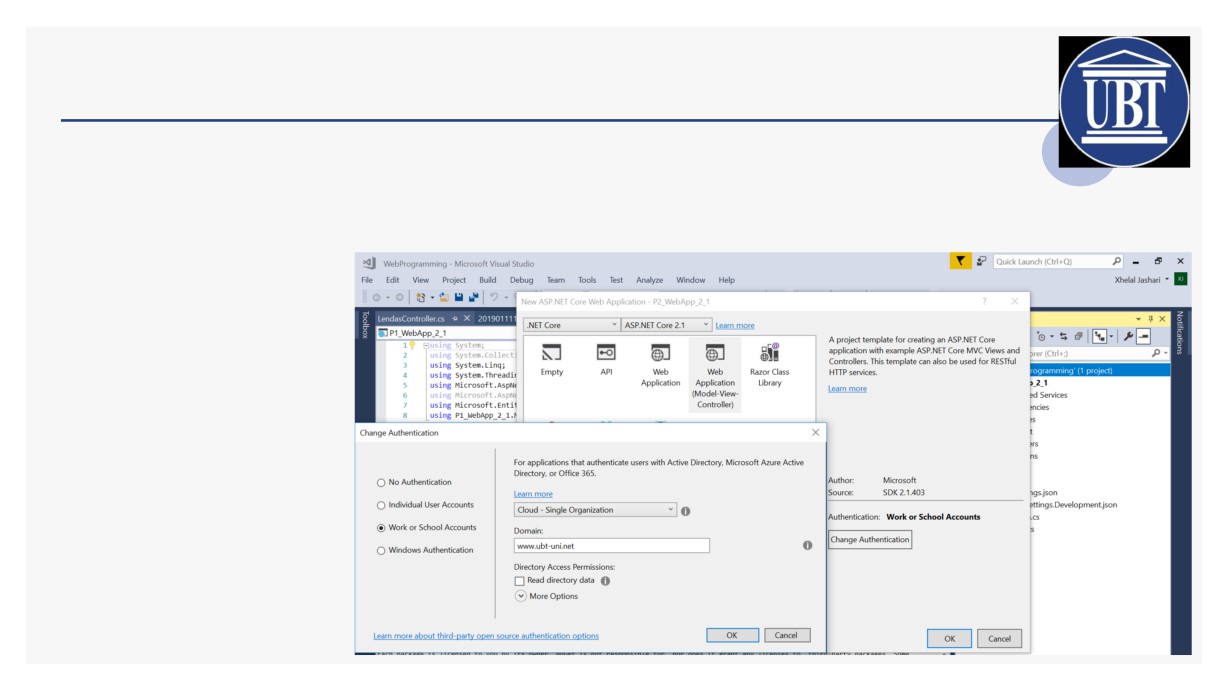 UBT
WebProgramming - Microsoft Visual Studio
Quick Launch (Ctrl+Q)
File Edit View Project Build Debug Team Tools Test Analyze Window Help
Xhelal Jashari
XJ
Toolbox
LendasController.cs
201901111
P1_WebApp_2_1
1 using System;
2 using System.Collecti
3 using System.Linq;
4 using System.Threadin
5 using Microsoft.AspNe
6 using Microsoft.AspNe
7 using Microsoft.Entit
8 using P1_WebApp_2_1.M
New ASP.NET Core Web Application - P2_WebApp_2_1
.NET Core
ASP.NET Core 2.1
Learn more
Empty
API
Web
Application
Web
Application
(Model-View-
Controller)
Razor Class
Library
A project template for creating an ASP.NET Core
application with example ASP.NET Core MVC Views and
Controllers. This template can also be used for RESTful
HTTP services.
Learn more
Author: Microsoft
Source: SDK 2.1.403
Authentication: Work or School Accounts
Change Authentication
OK Cancel
Notifications
orer (Ctrl+;)
rogramming' (1 project)
_2_1
ed Services
encies
es
t
ers
ns
ngs.json
ettings.Development.json
.cs
s
Change Authentication
No Authentication
Individual User Accounts
Work or School Accounts
Windows Authentication
For applications that authenticate users with Active Directory, Microsoft Azure Active
Directory, or Office 365.
Learn more
Cloud - Single Organization
Domain:
www.ubt-uni.net
Directory Access Permissions:
Read directory data
More Options
Learn more about third-party open source authentication options
OK Cancel